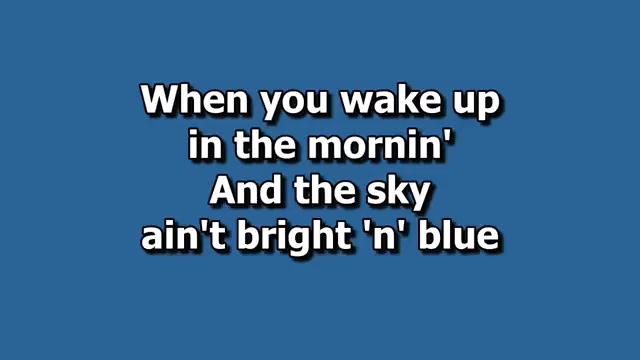 When you wake up
in the mornin'
And the sky
ain't bright 'n' blue